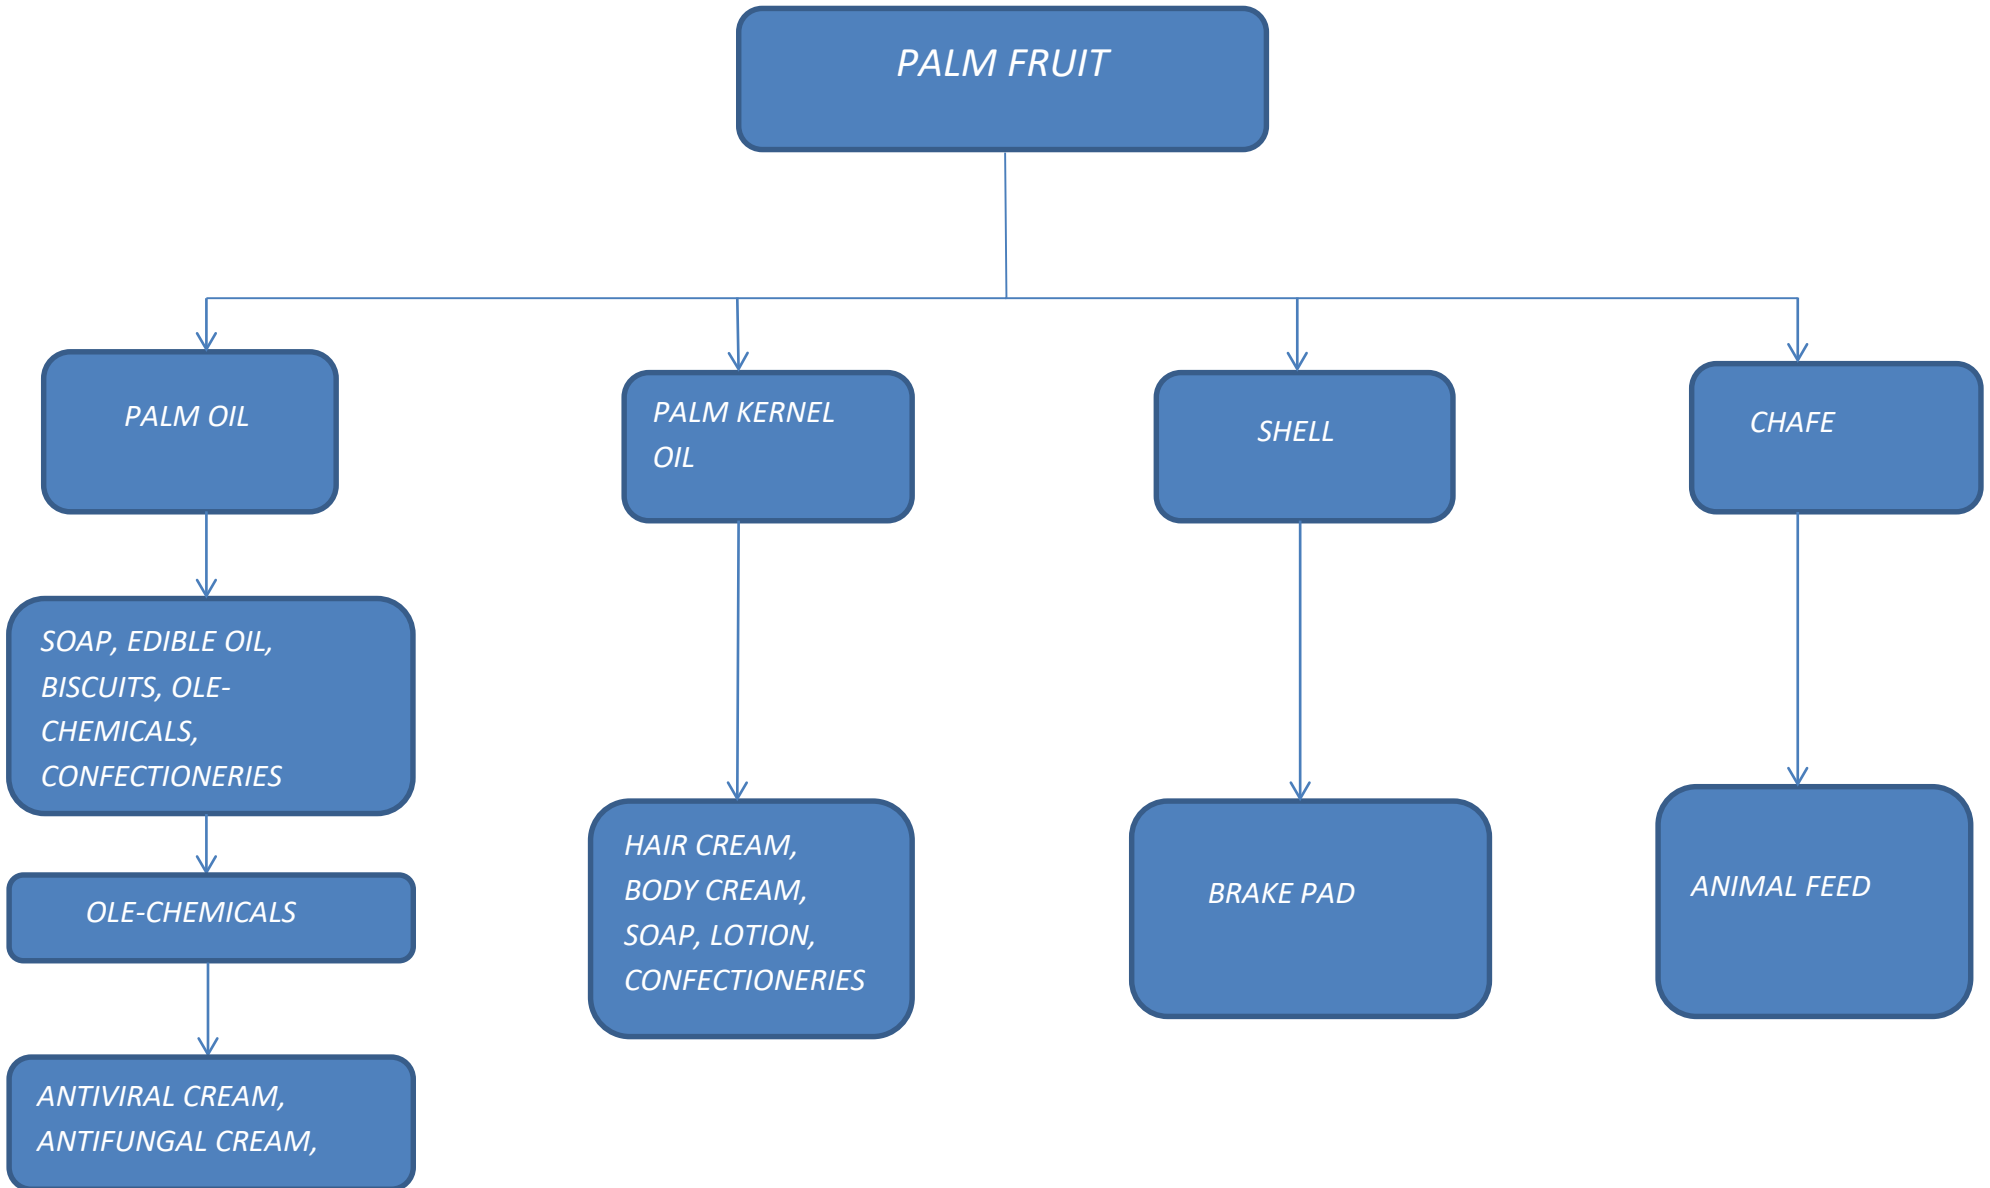 PALM FRUIT
PALM OIL
PALM KERNEL
OIL
SHELL
CHAFE
SOAP, EDIBLE OIL,
BISCUITS, OLE-
CHEMICALS,
CONFECTIONERIES
OLE-CHEMICALS
ANTIVIRAL CREAM,
ANTIFUNGAL CREAM,
HAIR CREAM,
BODY CREAM,
SOAP, LOTION,
CONFECTIONERIES
BRAKE PAD
ANIMAL FEED